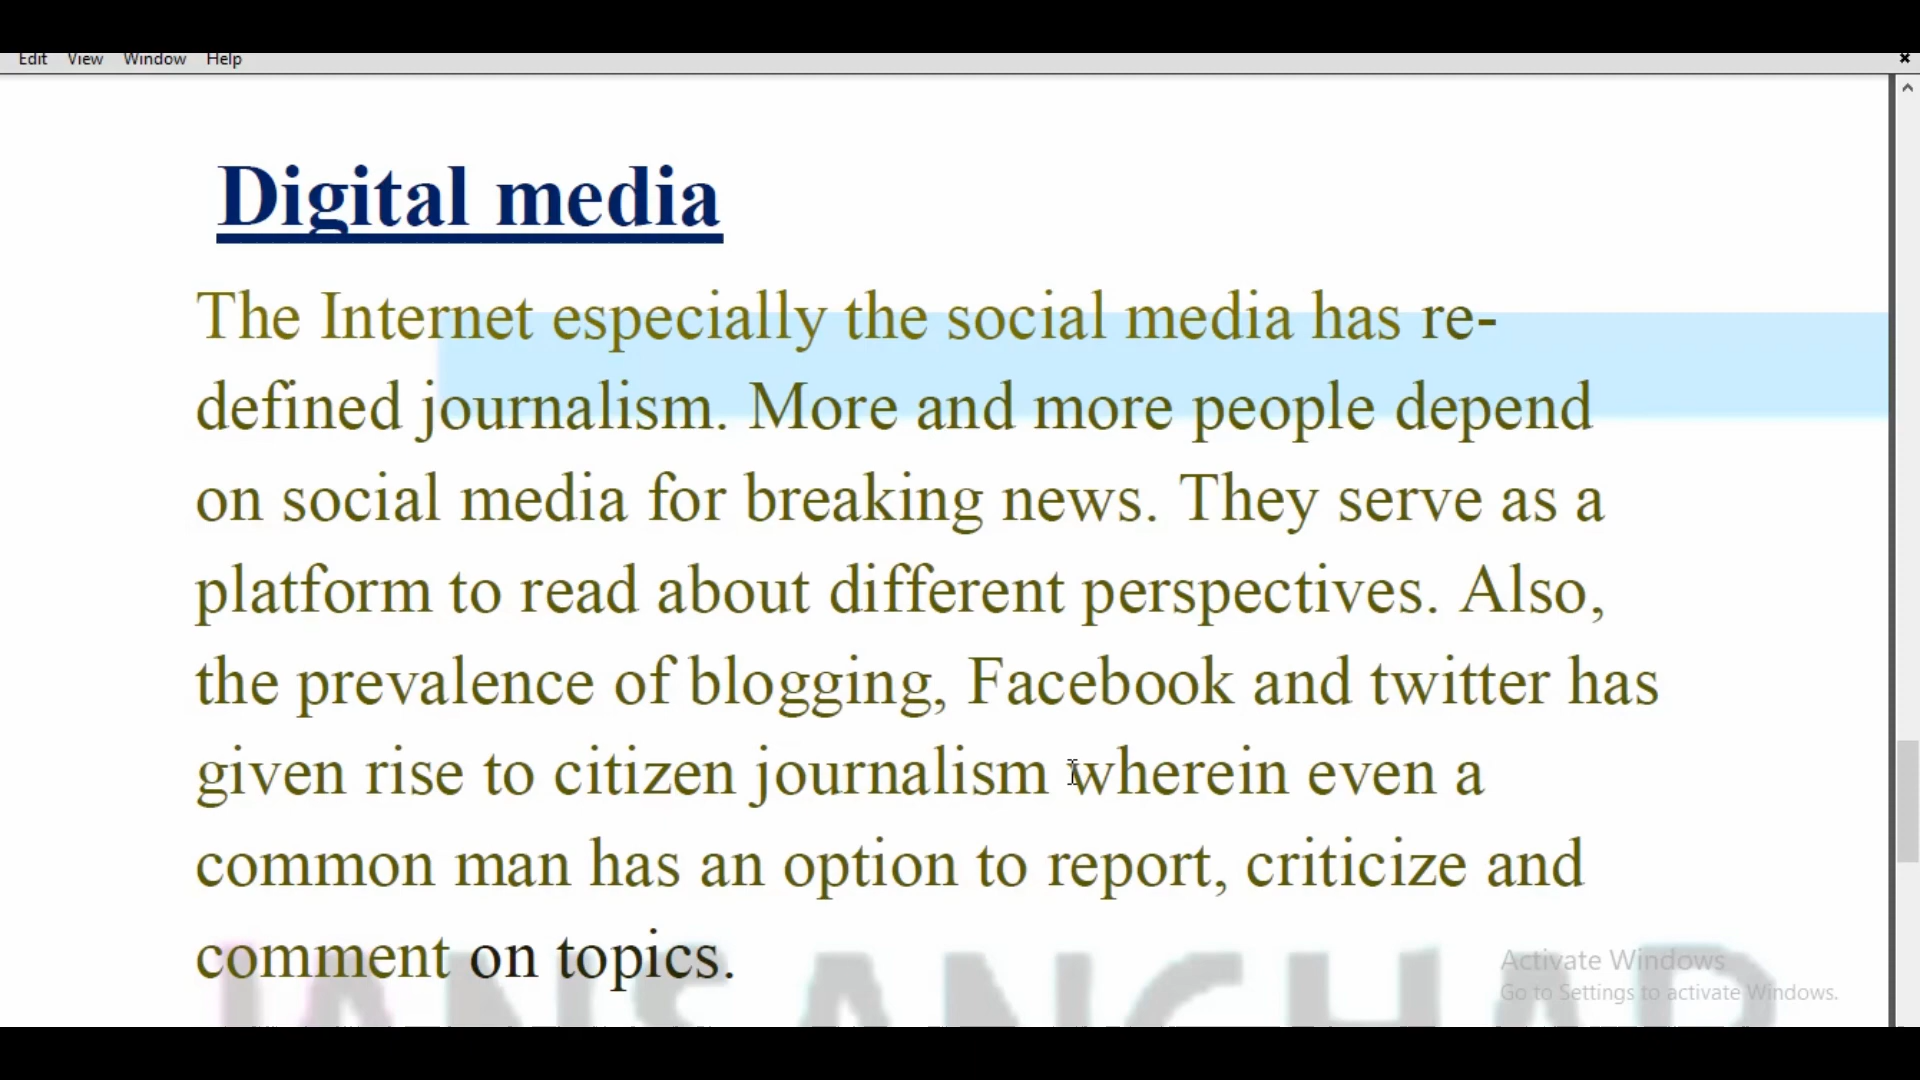 Edit View Window Help
Digital media
The Internet especially the social media has re-
defined journalism. More and more people depend
on social media for breaking news. They serve as a
platform to read about different perspectives. Also,
the prevalence of blogging, Facebook and twitter has
given rise to citizen journalism wherein even a
common man has an option to report, criticize and
comment on topics.
JANSANCHAR
Activate Windows
Go to Settings to activate Windows.